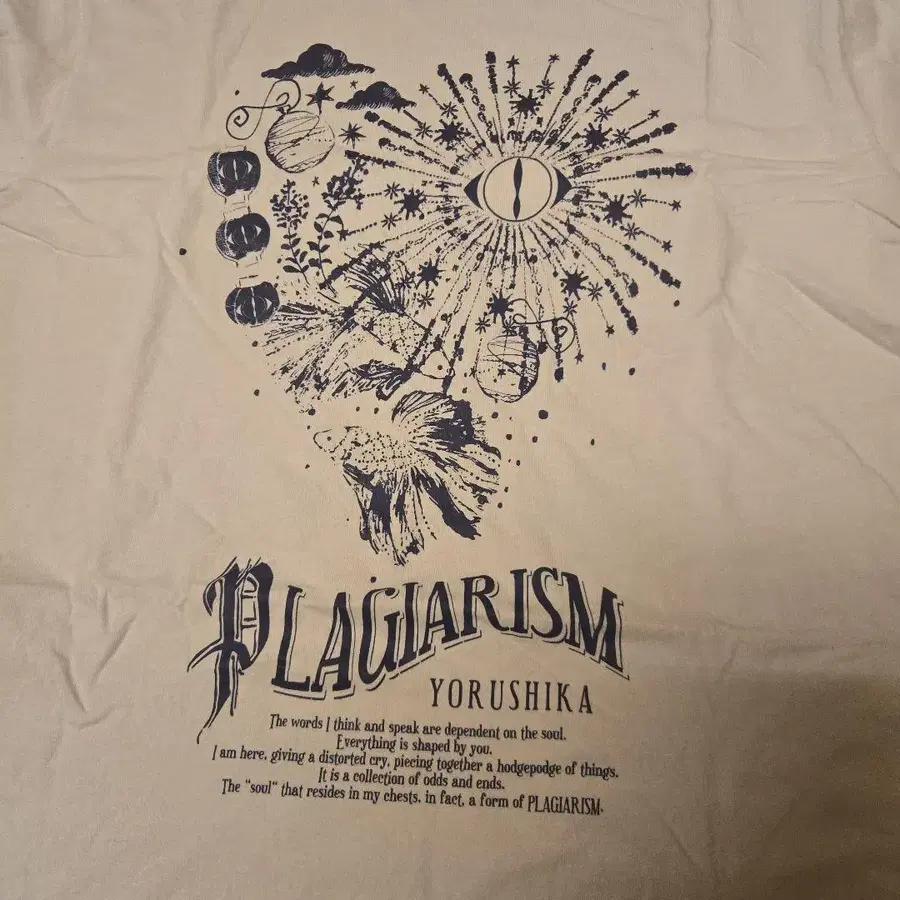 PLAGIARISM
YORUSHIKA
The words I think and speak are dependent on the soul.
Everything is shaped by you.
I am here, giving a distorted cry, piecing together a hodgepodge of things.
It is a collection of odds and ends.
The "soul" that resides in my chests, in fact, a form of PLAGIARISM.